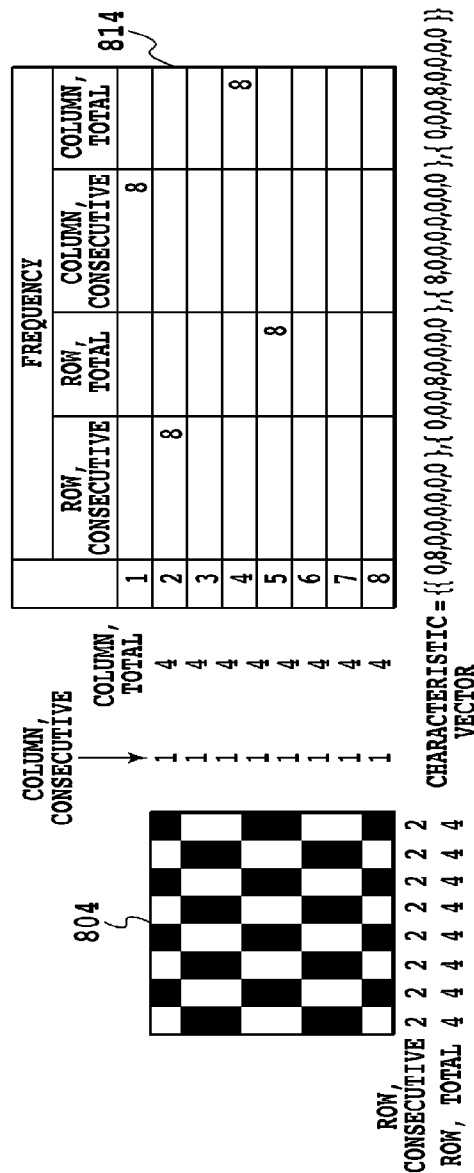 804
ROW,
CONSECUTIVE 2 2 2 2 2 2 2 2
ROW, TOTAL 4 4 4 4 4 4 4 4
COLUMN,
CONSECUTIVE
1
1
1
1
1
1
1
1
COLUMN,
TOTAL
4
4
4
4
4
4
4
4
FREQUENCY
ROW,
CONSECUTIVE
ROW,
TOTAL
COLUMN,
CONSECUTIVE
COLUMN,
TOTAL
1 8
2 8
3
4 8
5 8
6
7
8
814
CHARACTERISTIC = {{ 0,8,0,0,0,0,0,0 },{ 0,0,0,8,0,0,0,0 },{ 8,0,0,0,0,0,0,0 },{ 0,0,0,8,0,0,0,0 }}
VECTOR